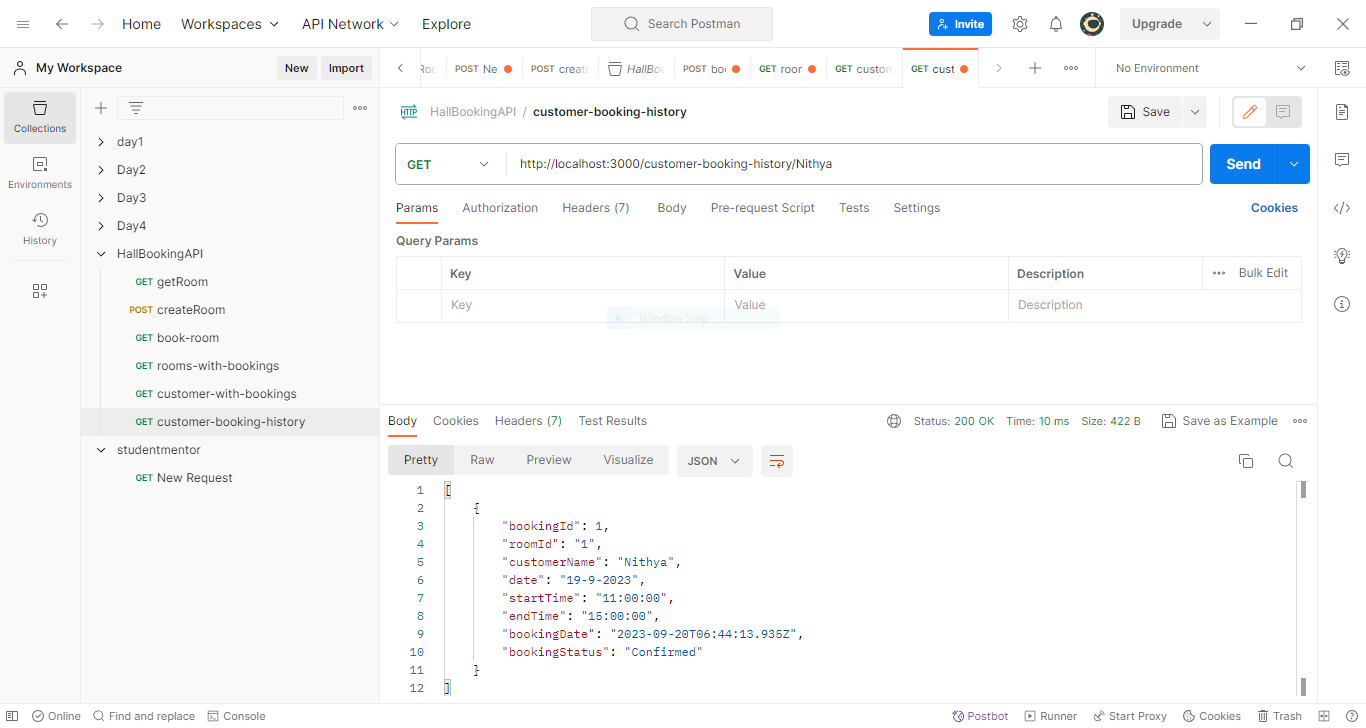 Home Workspaces API Network Explore Search Postman Invite Upgrade
My Workspace New Import
POST Ne POST create HallBoo POST boo GET roor GET custom GET cust No Environment
Collections
Environments
History
day1
Day2
Day3
Day4
HallBookingAPI
GET getRoom
POST createRoom
GET book-room
GET rooms-with-bookings
GET customer-with-bookings
GET customer-booking-history
studentmentor
GET New Request
HTTP HallBookingAPI / customer-booking-history Save
GET http://localhost:3000/customer-booking-history/Nithya Send
Params Authorization Headers (7) Body Pre-request Script Tests Settings Cookies
Query Params
Key Value Description Bulk Edit
Key Value Description
Window Snip
Body Cookies Headers (7) Test Results Status: 200 OK Time: 10 ms Size: 422 B Save as Example
Pretty Raw Preview Visualize JSON
1 [
2 {
3 "bookingId": 1,
4 "roomId": "1",
5 "customerName": "Nithya",
6 "date": "19-9-2023",
7 "startTime": "11:00:00",
8 "endTime": "15:00:00",
9 "bookingDate": "2023-09-20T06:44:13.935Z",
10 "bookingStatus": "Confirmed"
11 }
12 ]
Online Find and replace Console Postbot Runner Start Proxy Cookies Trash